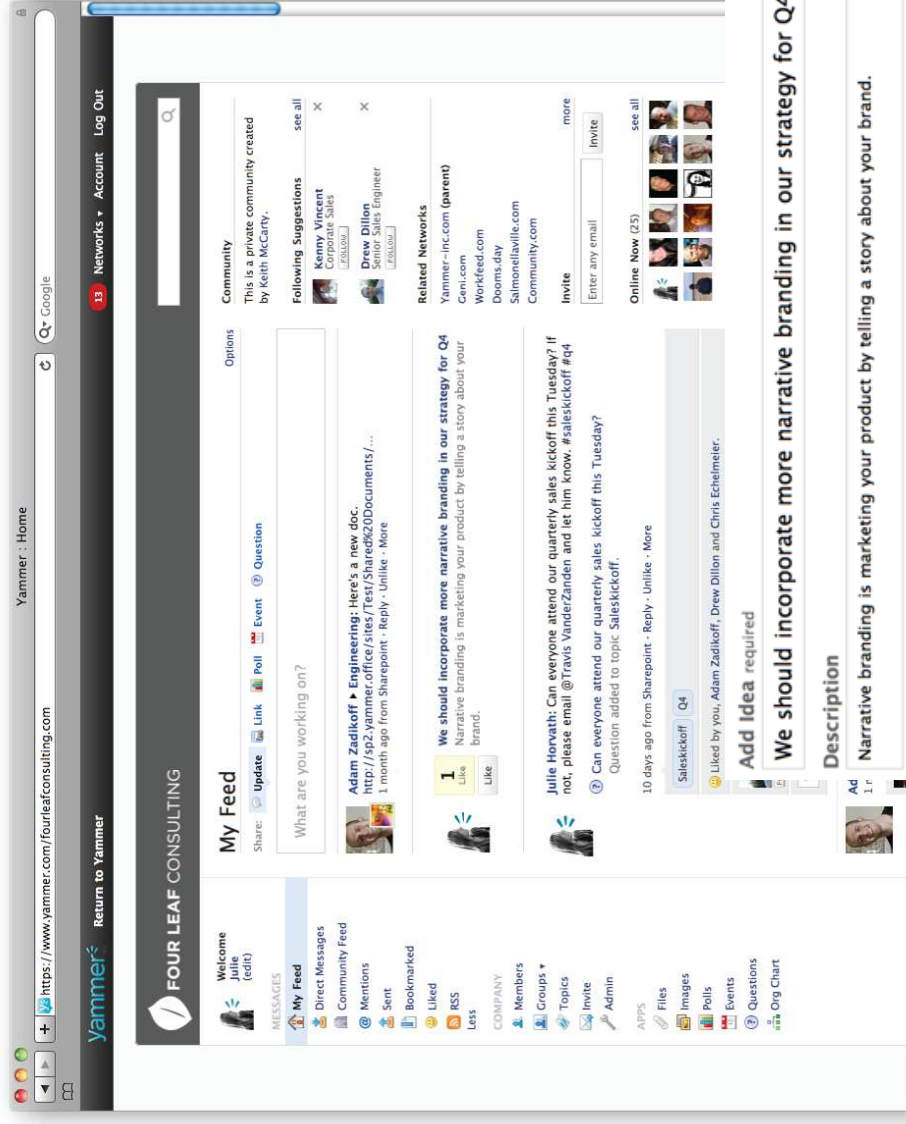 Yammer : Home
https://www.yammer.com/fourleafconsulting.com
Google
yammer
Return to Yammer
13
Networks
Account
Log Out
FOUR LEAF CONSULTING
Welcome
Julie
(edit)
MESSAGES
My Feed
Direct Messages
Community Feed
Mentions
Sent
Bookmarked
Liked
RSS
Less
COMPANY
Members
Groups
Topics
Invite
Admin
APPS
Files
Images
Polls
Events
Questions
Org Chart
My Feed
Options
Share: Update Link Poll Event Question
What are you working on?
Adam Zadikoff ▸ Engineering: Here's a new doc.
http://sp2.yammer.office/sites/Test/Shared%20Documents/...
1 month ago from Sharepoint · Reply · Unlike · More
1
Like
Like
We should incorporate more narrative branding in our strategy for Q4
Narrative branding is marketing your product by telling a story about your
brand.
Julie Horvath: Can everyone attend our quarterly sales kickoff this Tuesday? If
not, please email @Travis VanderZanden and let him know. #saleskickoff #q4
Can everyone attend our quarterly sales kickoff this Tuesday?
Question added to topic Saleskickoff.
10 days ago from Sharepoint · Reply · Unlike · More
Saleskickoff Q4
Liked by you, Adam Zadikoff, Drew Dillon and Chris Echelmeier.
Ad
Community
This is a private community created
by Keith McCarty.
Following Suggestions
see all
Kenny Vincent
Corporate Sales
FOLLOW
Drew Dillon
Senior Sales Engineer
FOLLOW
Related Networks
Yammer-inc.com (parent)
Geni.com
Workfeed.com
Dooms.day
Salmonellaville.com
Community.com
Invite
more
Enter any email
Invite
Online Now (25)
see all
Add Idea required
We should incorporate more narrative branding in our strategy for Q4
Description
Narrative branding is marketing your product by telling a story about your brand.